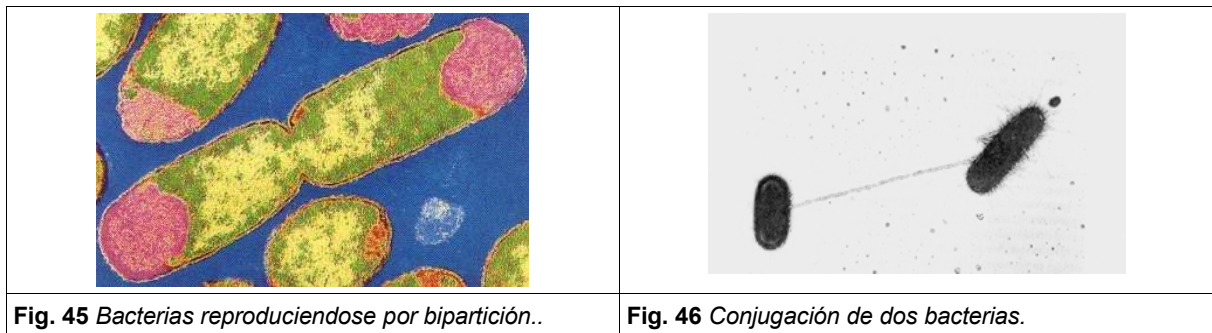 Fig. 45 Bacterias reproduciendose por bipartición..
Fig. 46 Conjugación de dos bacterias.